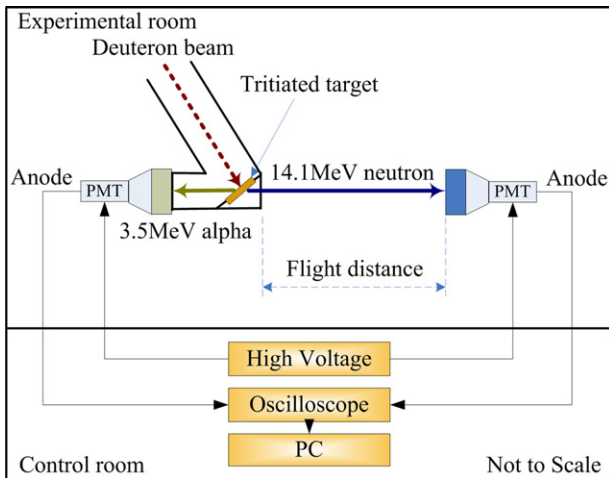 Experimental room
Deuteron beam
Tritiated target
Anode
PMT
14.1MeV neutron
PMT
Anode
3.5MeV alpha
Flight distance
High Voltage
Oscilloscope
PC
Control room
Not to Scale